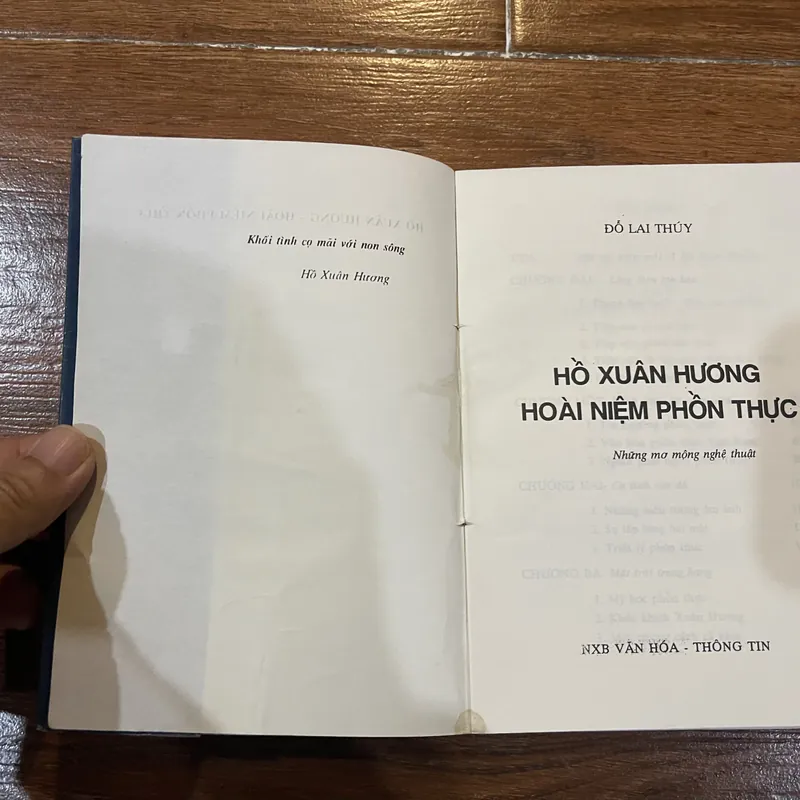 Khối tình cọ mãi với non sông
Hồ Xuân Hương
ĐỖ LAI THÚY
HỒ XUÂN HƯƠNG
HOÀI NIỆM PHỒN THỰC
Những mơ mộng nghệ thuật
NXB VĂN HÓA - THÔNG TIN